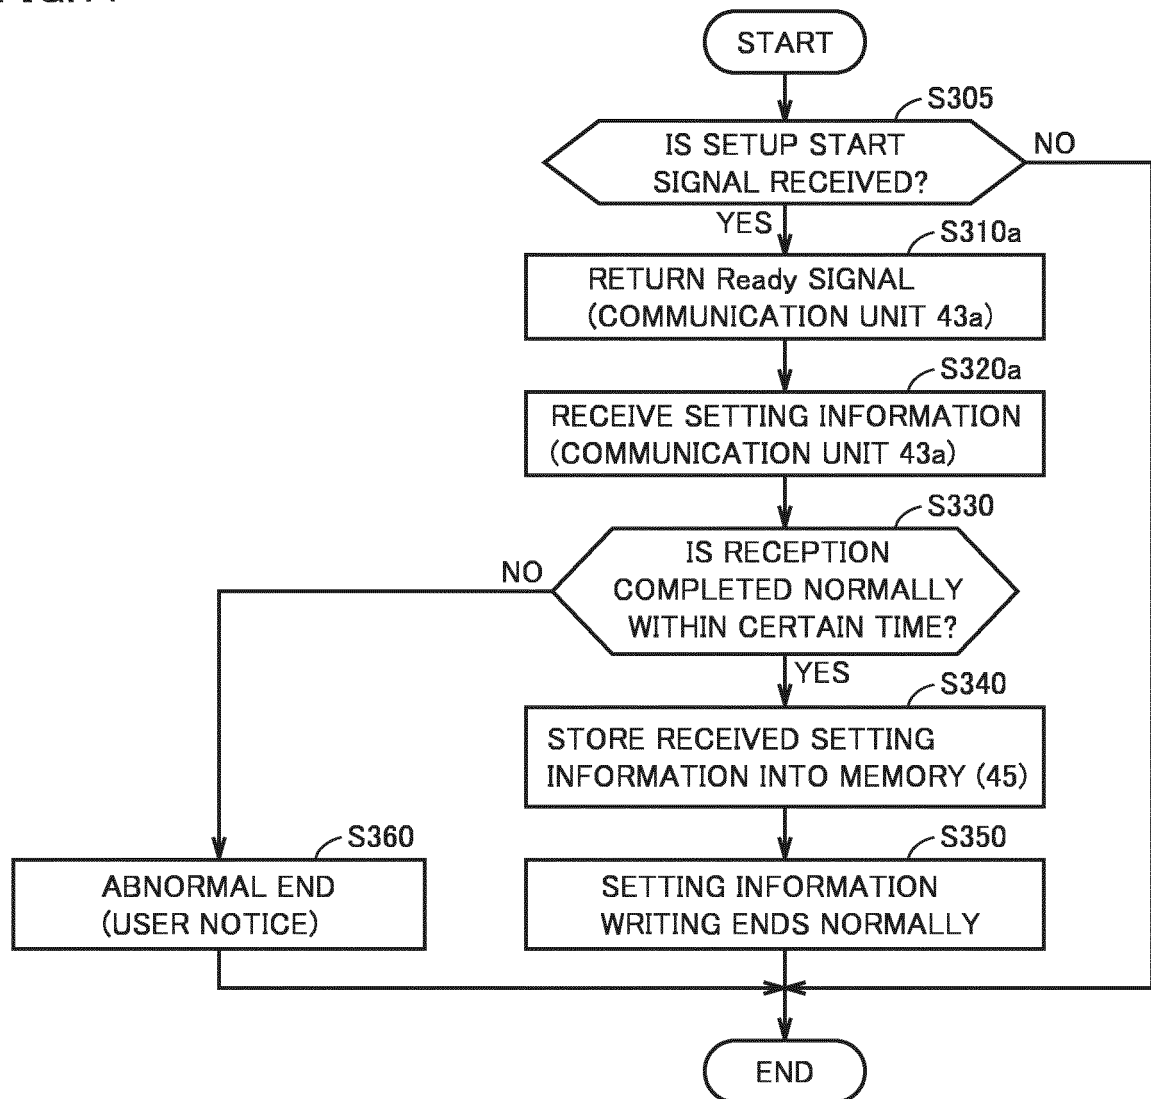 START
S305
IS SETUP START
SIGNAL RECEIVED?
NO
YES
S310a
RETURN Ready SIGNAL
(COMMUNICATION UNIT 43a)
S320a
RECEIVE SETTING INFORMATION
(COMMUNICATION UNIT 43a)
S330
IS RECEPTION
COMPLETED NORMALLY
WITHIN CERTAIN TIME?
NO
YES
S340
STORE RECEIVED SETTING
INFORMATION INTO MEMORY (45)
S360
ABNORMAL END
(USER NOTICE)
S350
SETTING INFORMATION
WRITING ENDS NORMALLY
END